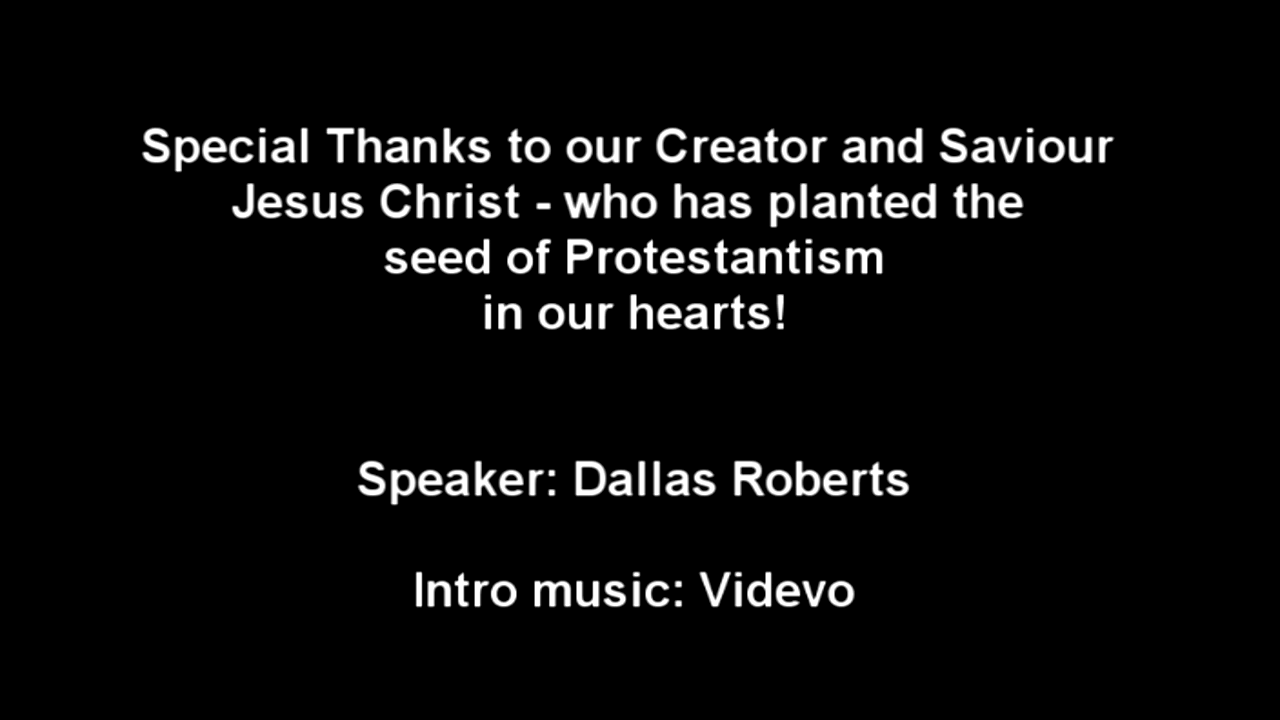 Special Thanks to our Creator and Saviour
Jesus Christ - who has planted the
seed of Protestantism
in our hearts!
Speaker: Dallas Roberts
Intro music: Videvo